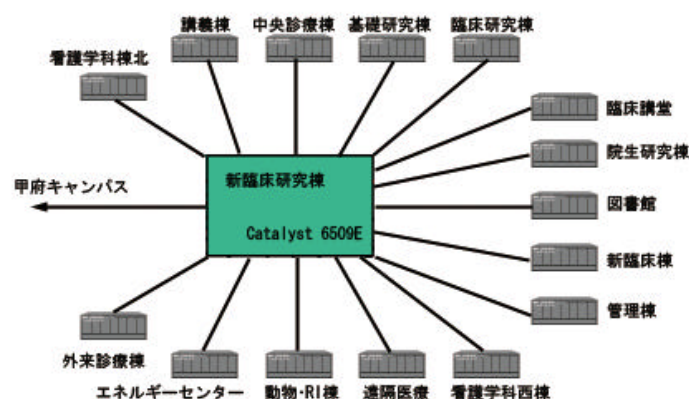 講義棟
中央診療棟
基礎研究棟
臨床研究棟
看護学科棟北
臨床講堂
院生研究棟
甲府キャンパス
新臨床研究棟
図書館
Catalyst 6509E
新臨床棟
管理棟
外来診療棟
エネルギーセンター
動物・RI棟
遠隔医療
看護学科西棟